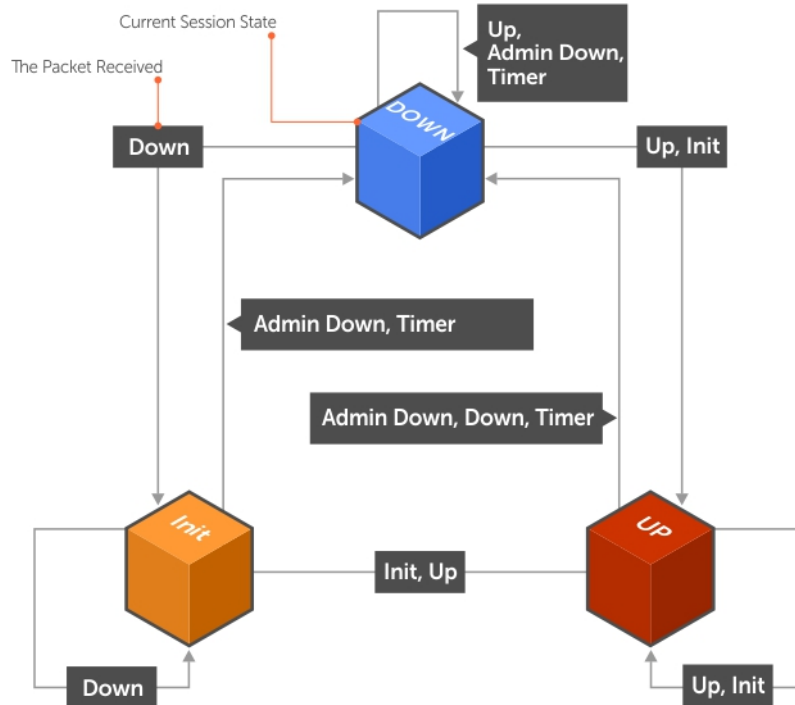 Current Session State
The Packet Received
Up,
Admin Down,
Timer
DOWN
Down
Up, Init
Admin Down, Timer
Admin Down, Down, Timer
Init
UP
Init, Up
Down
Up, Init